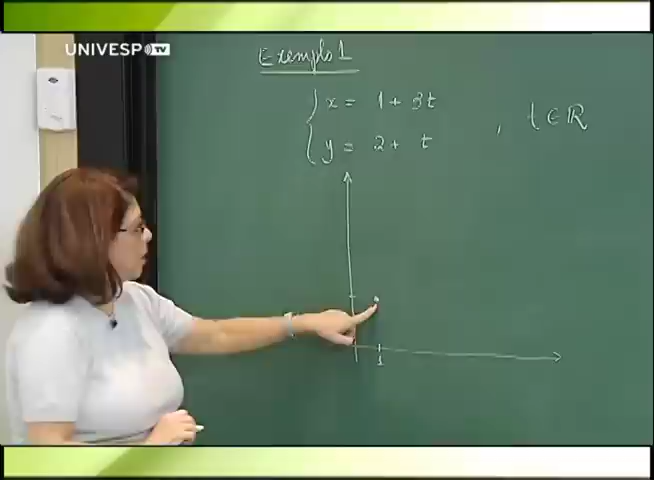 UNIVESP TV
Exemplo 1
x = 1 + 3t
y = 2 + t , t ∈ ℝ
1